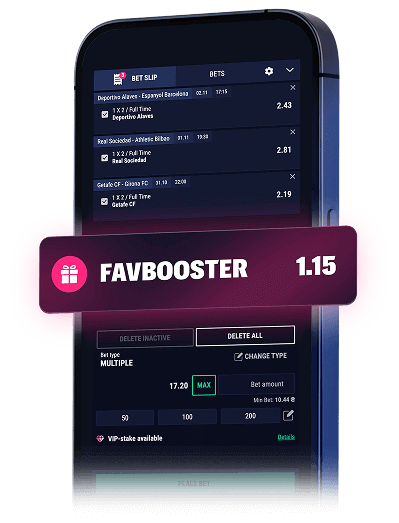 3
BET SLIP
BETS
Deportivo Alaves - Espanyol Barcelona 02.11 17:15
1 X 2 / Full Time
Deportivo Alaves
2.43
Real Sociedad - Athletic Bilbao 01.11 19:30
1 X 2 / Full Time
Real Sociedad
2.81
Getafe CF - Girona FC 31.10 22:00
1 X 2 / Full Time
Getafe CF
2.19
FAVBOOSTER 1.15
DELETE INACTIVE
DELETE ALL
Bet type
MULTIPLE
CHANGE TYPE
17.20 MAX Bet amount
Min Bet: 10.44 ₴
50 100 200
VIP-stake available Details
PLACE BET